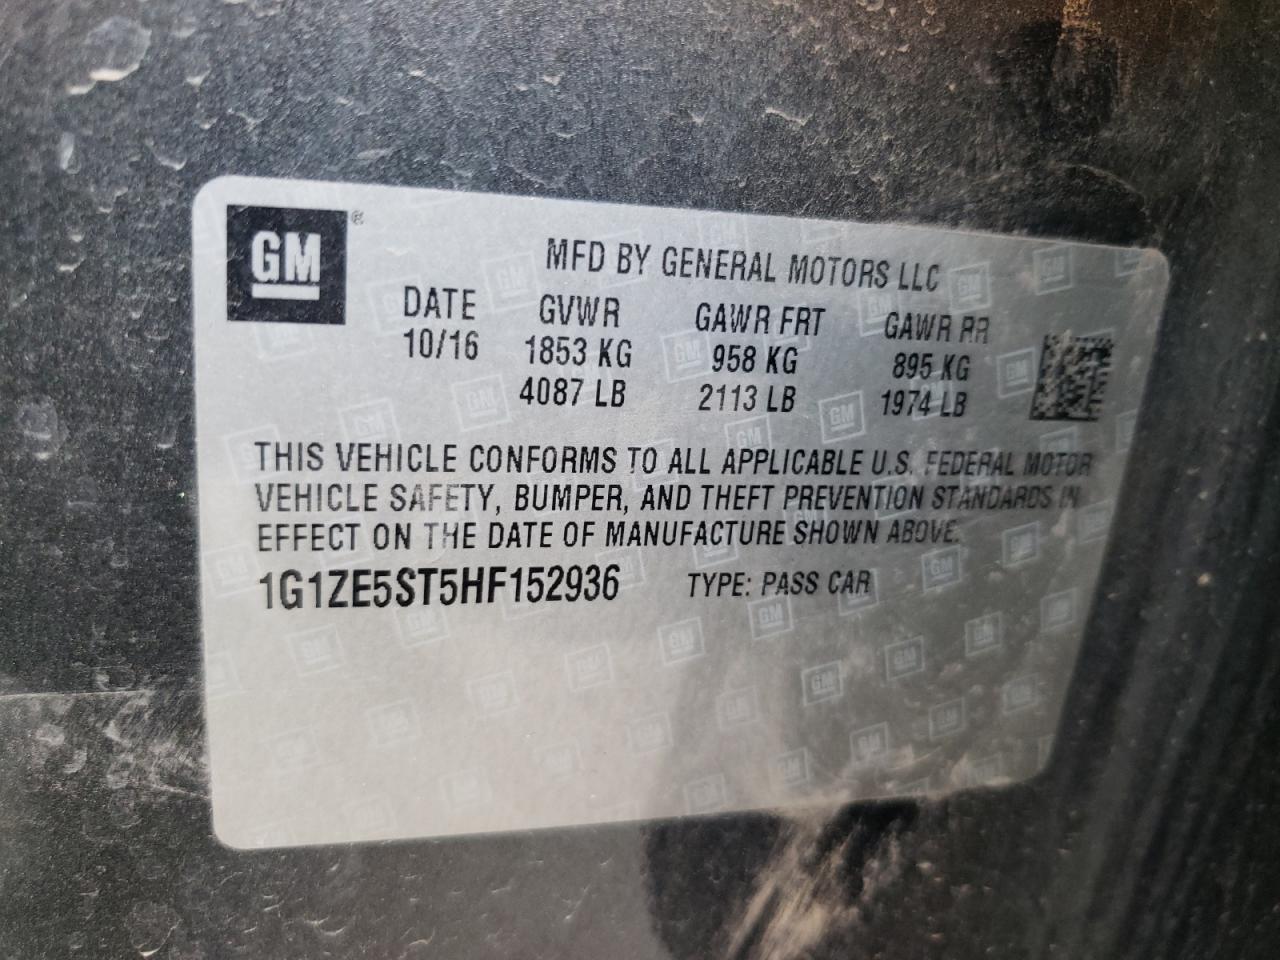 GM ®
MFD BY GENERAL MOTORS LLC
DATE GVWR GAWR FRT GAWR RR
10/16 1853 KG 958 KG 895 KG
4087 LB 2113 LB 1974 LB
THIS VEHICLE CONFORMS TO ALL APPLICABLE U.S. FEDERAL MOTOR
VEHICLE SAFETY, BUMPER, AND THEFT PREVENTION STANDARDS IN
EFFECT ON THE DATE OF MANUFACTURE SHOWN ABOVE.
1G1ZE5ST5HF152936 TYPE: PASS CAR